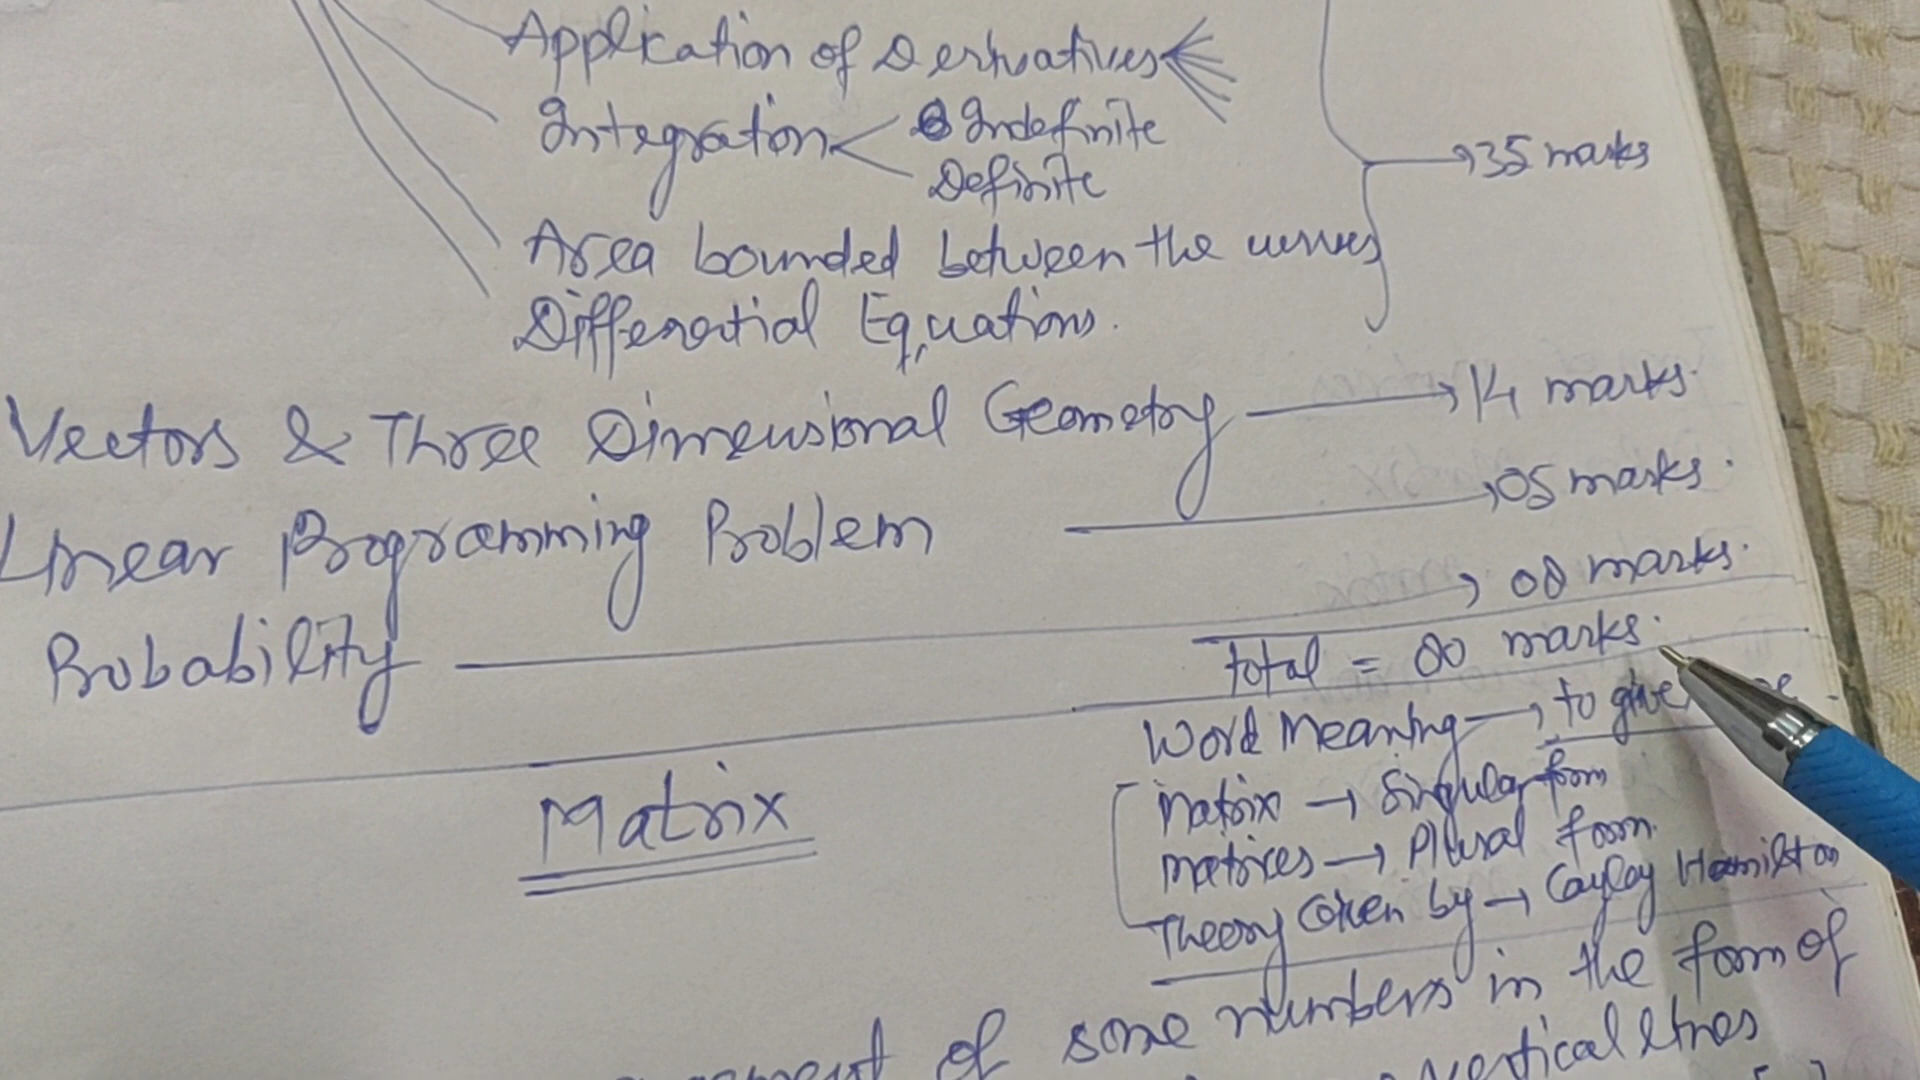 Application of Derivatives
Integration Indefinite
Definite
→ 35 marks
Area bounded between the curves
Differential Equations.
Vectors & Three Dimensional Geometry → 14 marks.
Linear Programming Problem → 05 marks.
Probability → 08 marks.
Total = 80 marks.
Word Meaning → to give
Matrix
Matrix → Singular form
Matrices → Plural form.
Theory Given by → Cayley Hamilton
of some numbers in the form of
vertical lines